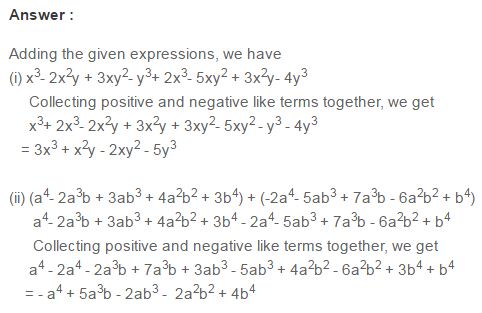 Answer :
Adding the given expressions, we have
(i) x³- 2x²y + 3xy²- y³+ 2x³- 5xy² + 3x²y- 4y³
Collecting positive and negative like terms together, we get
x³+ 2x³- 2x²y + 3x²y + 3xy²- 5xy² - y³ - 4y³
= 3x³ + x²y - 2xy² - 5y³
(ii) (a⁴- 2a³b + 3ab³ + 4a²b² + 3b⁴) + (-2a⁴- 5ab³ + 7a³b - 6a²b² + b⁴)
a⁴- 2a³b + 3ab³ + 4a²b² + 3b⁴ - 2a⁴- 5ab³ + 7a³b - 6a²b² + b⁴
Collecting positive and negative like terms together, we get
a⁴ - 2a⁴ - 2a³b + 7a³b + 3ab³ - 5ab³ + 4a²b² - 6a²b² + 3b⁴ + b⁴
= - a⁴ + 5a³b - 2ab³ - 2a²b² + 4b⁴